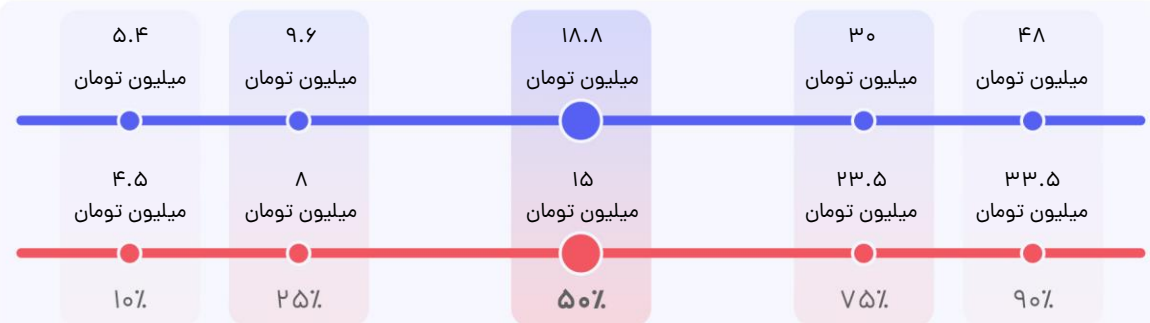 ۵.۴
میلیون تومان
۹.۶
میلیون تومان
۱۸.۸
میلیون تومان
۳۰
میلیون تومان
۴۸
میلیون تومان
۴.۵
میلیون تومان
۸
میلیون تومان
۱۵
میلیون تومان
۲۳.۵
میلیون تومان
۳۳.۵
میلیون تومان
۱۰٪
۲۵٪
۵۰٪
۷۵٪
۹۰٪